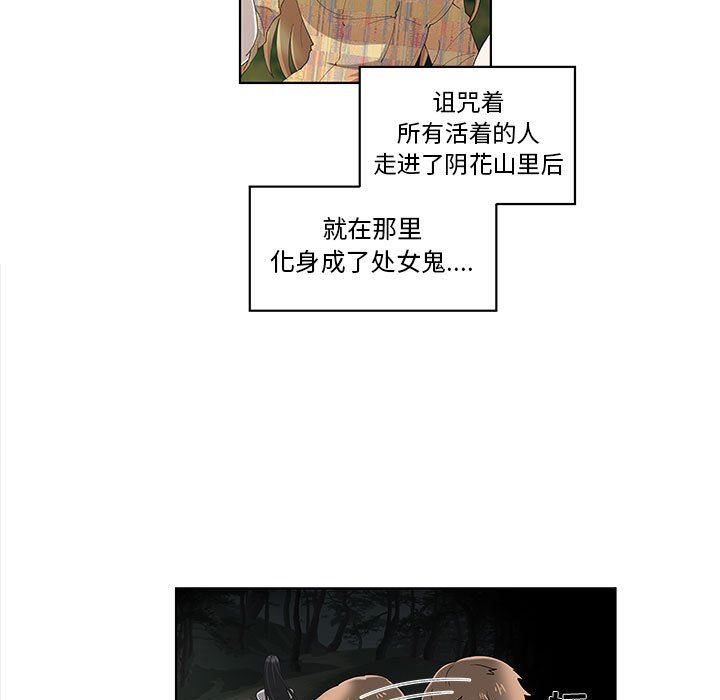 诅咒着
所有活着的人
走进了阴花山里后
就在那里
化身成了处女鬼....